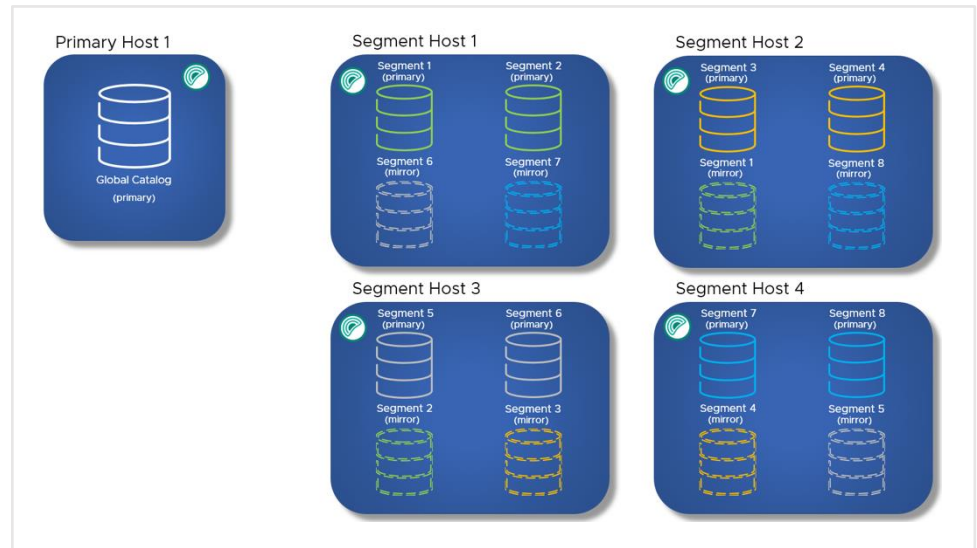 Primary Host 1
Global Catalog
(primary)
Segment Host 1
Segment 1
(primary)
Segment 2
(primary)
Segment 6
(mirror)
Segment 7
(mirror)
Segment Host 2
Segment 3
(primary)
Segment 4
(primary)
Segment 1
(mirror)
Segment 8
(mirror)
Segment Host 3
Segment 5
(primary)
Segment 6
(primary)
Segment 2
(mirror)
Segment 3
(mirror)
Segment Host 4
Segment 7
(primary)
Segment 8
(primary)
Segment 4
(mirror)
Segment 5
(mirror)